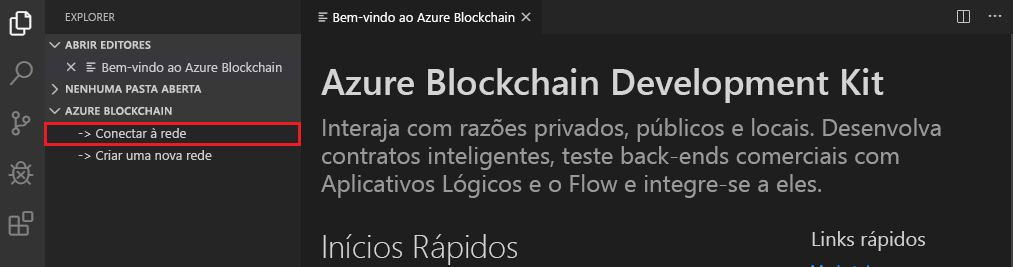 EXPLORER
ABRIR EDITORES
Bem-vindo ao Azure Blockchain
NENHUMA PASTA ABERTA
AZURE BLOCKCHAIN
-> Conectar à rede
-> Criar uma nova rede
Bem-vindo ao Azure Blockchain
Azure Blockchain Development Kit
Interaja com razões privados, públicos e locais. Desenvolva
contratos inteligentes, teste back-ends comerciais com
Aplicativos Lógicos e o Flow e integre-se a eles.
Inícios Rápidos
Links rápidos